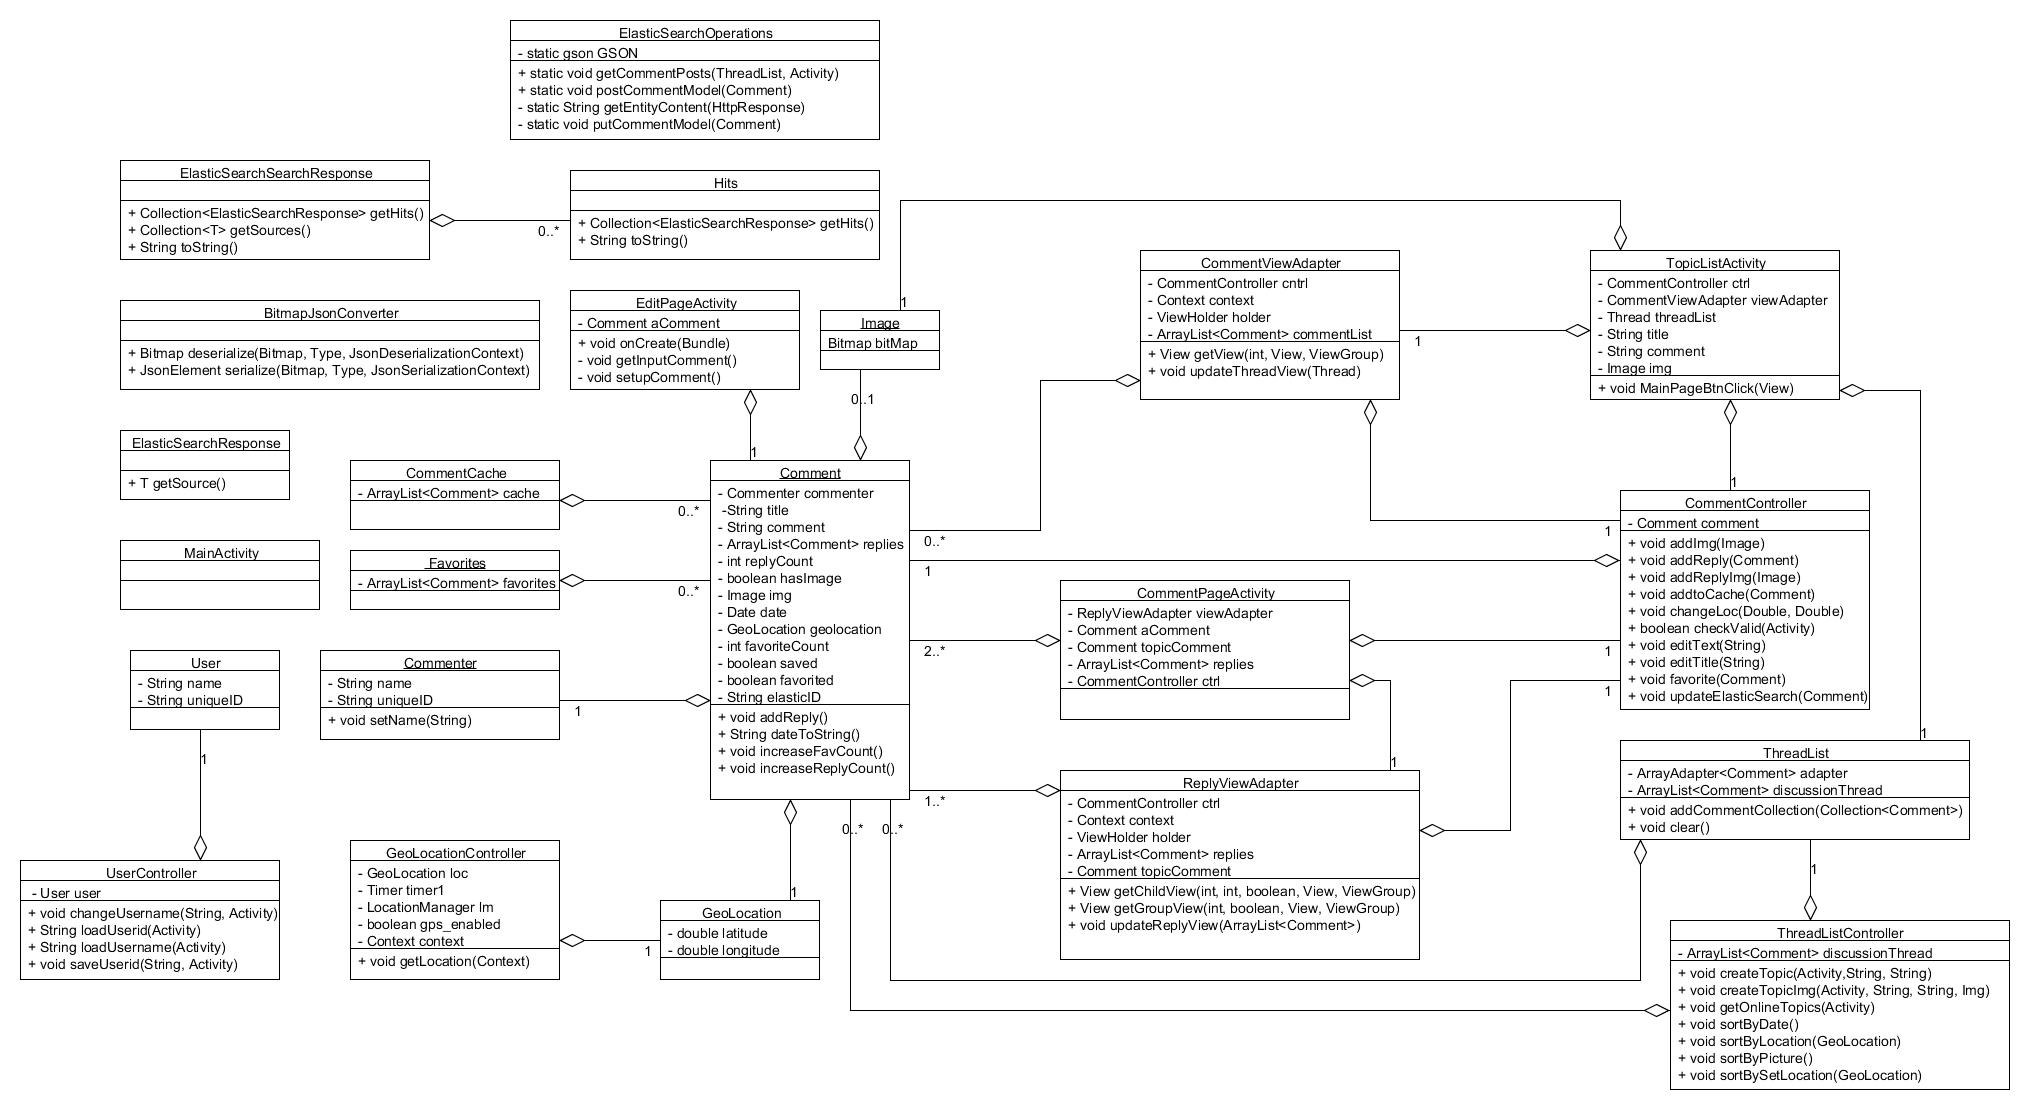 ElasticSearchOperations
- static gson GSON
+ static void getCommentPosts(ThreadList, Activity)
+ static void postCommentModel(Comment)
- static String getEntityContent(HttpResponse)
- static void putCommentModel(Comment)
ElasticSearchSearchResponse
+ Collection<ElasticSearchResponse> getHits()
+ Collection<T> getSources()
+ String toString()
0..*
Hits
+ Collection<ElasticSearchResponse> getHits()
+ String toString()
BitmapJsonConverter
+ Bitmap deserialize(Bitmap, Type, JsonDeserializationContext)
+ JsonElement serialize(Bitmap, Type, JsonSerializationContext)
EditPageActivity
- Comment aComment
+ void onCreate(Bundle)
- void getInputComment()
- void setupComment()
1
1
Image
Bitmap bitMap
0..1
CommentViewAdapter
- CommentController cntrl
- Context context
- ViewHolder holder
- ArrayList<Comment> commentList
+ View getView(int, View, ViewGroup)
+ void updateThreadView(Thread)
1
TopicListActivity
- CommentController ctrl
- CommentViewAdapter viewAdapter
- Thread threadList
- String title
- String comment
- Image img
+ void MainPageBtnClick(View)
1
ElasticSearchResponse
+ T getSource()
CommentCache
- ArrayList<Comment> cache
0..*
MainActivity
Favorites
- ArrayList<Comment> favorites
0..*
Comment
- Commenter commenter
-String title
- String comment
- ArrayList<Comment> replies
- int replyCount
- boolean hasImage
- Image img
- Date date
- GeoLocation geolocation
- int favoriteCount
- boolean saved
- boolean favorited
- String elasticID
+ void addReply()
+ String dateToString()
+ void increaseFavCount()
+ void increaseReplyCount()
0..*
1
2..*
1..*
0..*
0..*
1
CommentController
- Comment comment
+ void addImg(Image)
+ void addReply(Comment)
+ void addReplyImg(Image)
+ void addtoCache(Comment)
+ void changeLoc(Double, Double)
+ boolean checkValid(Activity)
+ void editText(String)
+ void editTitle(String)
+ void favorite(Comment)
+ void updateElasticSearch(Comment)
1
1
1
CommentPageActivity
- ReplyViewAdapter viewAdapter
- Comment aComment
- Comment topicComment
- ArrayList<Comment> replies
- CommentController ctrl
1
User
- String name
- String uniqueID
1
Commenter
- String name
- String uniqueID
+ void setName(String)
1
ReplyViewAdapter
- CommentController ctrl
- Context context
- ViewHolder holder
- ArrayList<Comment> replies
- Comment topicComment
+ View getChildView(int, int, boolean, View, ViewGroup)
+ View getGroupView(int, boolean, View, ViewGroup)
+ void updateReplyView(ArrayList<Comment>)
1
ThreadList
- ArrayAdapter<Comment> adapter
- ArrayList<Comment> discussionThread
+ void addCommentCollection(Collection<Comment>)
+ void clear()
1
UserController
- User user
+ void changeUsername(String, Activity)
+ String loadUserid(Activity)
+ String loadUsername(Activity)
+ void saveUserid(String, Activity)
GeoLocationController
- GeoLocation loc
- Timer timer1
- LocationManager lm
- boolean gps_enabled
- Context context
+ void getLocation(Context)
1
GeoLocation
- double latitude
- double longitude
ThreadListController
- ArrayList<Comment> discussionThread
+ void createTopic(Activity,String, String)
+ void createTopicImg(Activity, String, String, Img)
+ void getOnlineTopics(Activity)
+ void sortByDate()
+ void sortByLocation(GeoLocation)
+ void sortByPicture()
+ void sortBySetLocation(GeoLocation)